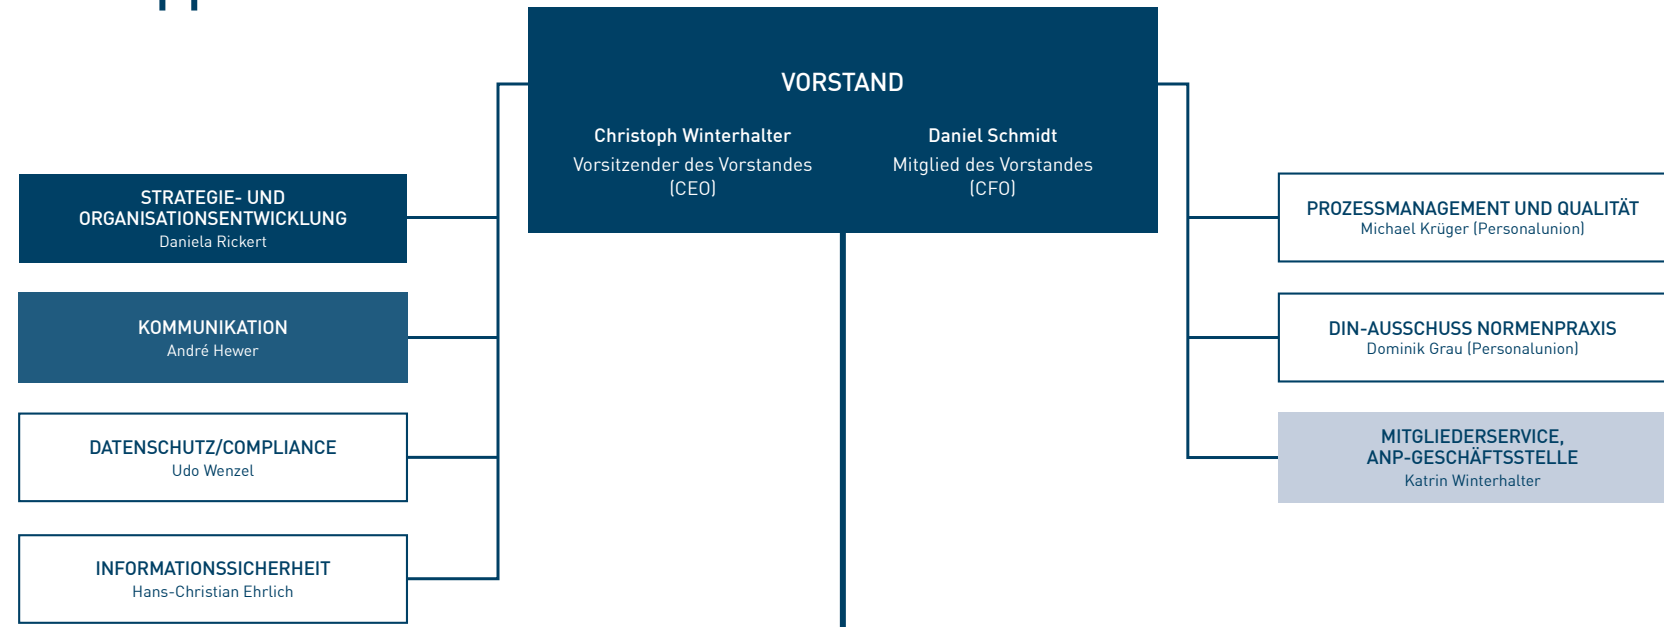 VORSTAND
Christoph Winterhalter
Vorsitzender des Vorstandes
(CEO)
Daniel Schmidt
Mitglied des Vorstandes
(CFO)
STRATEGIE- UND
ORGANISATIONSENTWICKLUNG
Daniela Rickert
KOMMUNIKATION
André Hewer
DATENSCHUTZ/COMPLIANCE
Udo Wenzel
INFORMATIONSSICHERHEIT
Hans-Christian Ehrlich
PROZESSMANAGEMENT UND QUALITÄT
Michael Krüger (Personalunion)
DIN-AUSSCHUSS NORMENPRAXIS
Dominik Grau (Personalunion)
MITGLIEDERSERVICE,
ANP-GESCHÄFTSSTELLE
Katrin Winterhalter